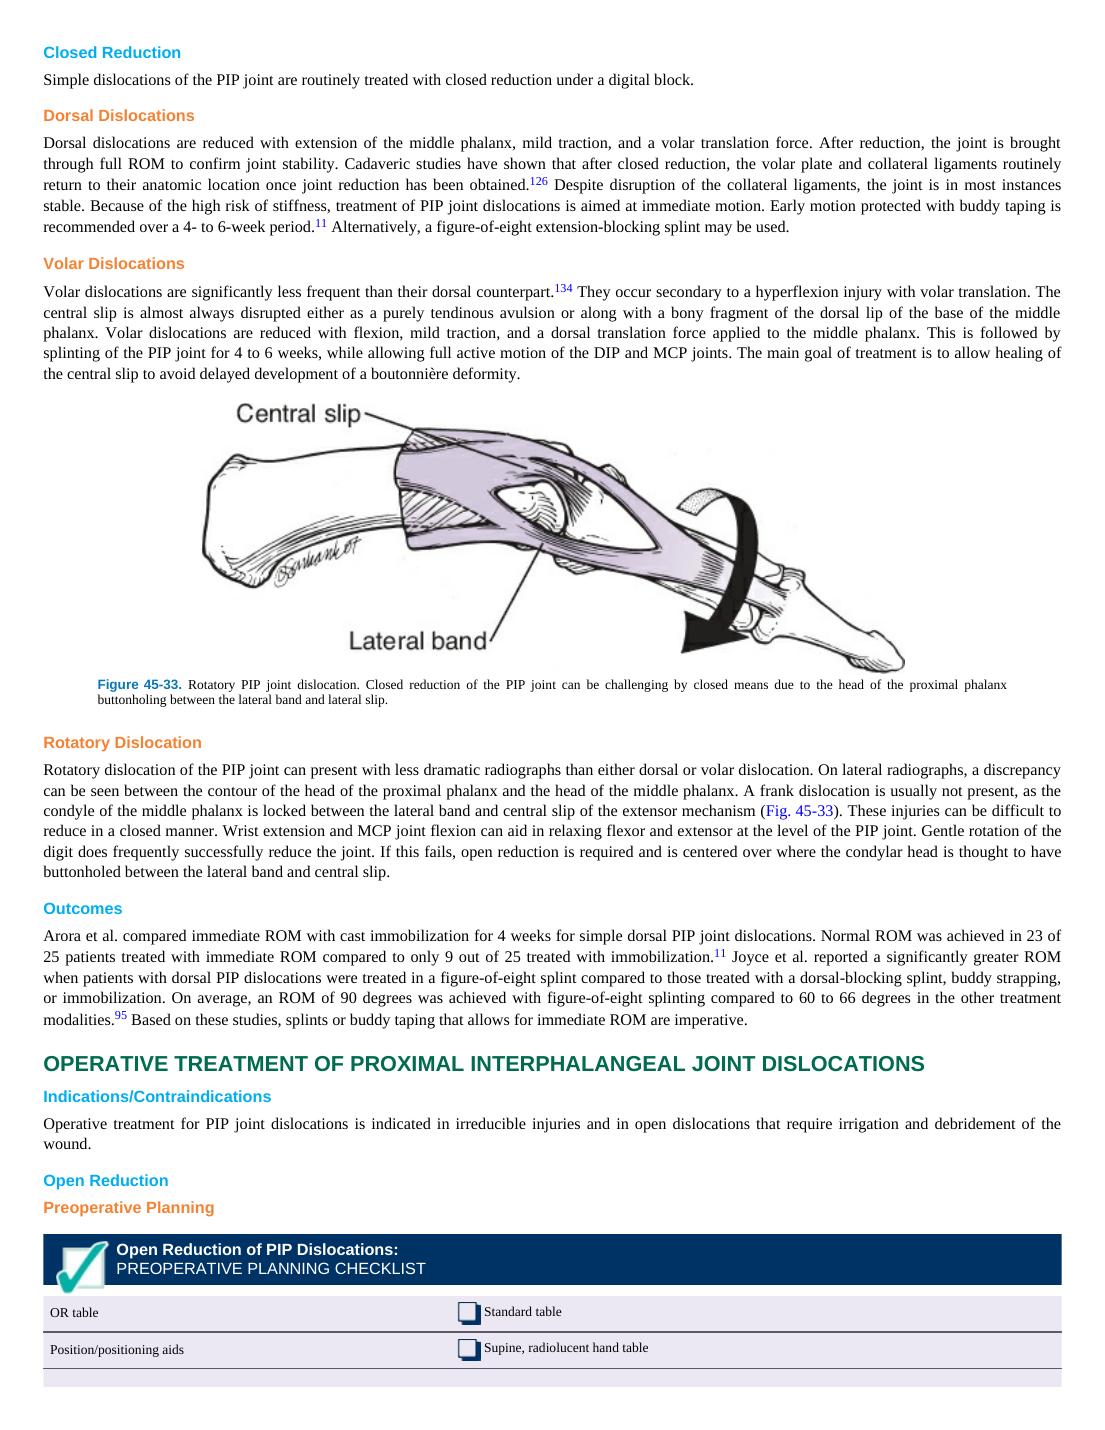 Closed Reduction
Simple dislocations of the PIP joint are routinely treated with closed reduction under a digital block.
Dorsal Dislocations
Dorsal dislocations are reduced with extension of the middle phalanx, mild traction, and a volar translation force. After reduction, the joint is brought
through full ROM to confirm joint stability. Cadaveric studies have shown that after closed reduction, the volar plate and collateral ligaments routinely
return to their anatomic location once joint reduction has been obtained.126 Despite disruption of the collateral ligaments, the joint is in most instances
stable. Because of the high risk of stiffness, treatment of PIP joint dislocations is aimed at immediate motion. Early motion protected with buddy taping is
recommended over a 4- to 6-week period.11 Alternatively, a figure-of-eight extension-blocking splint may be used.
Volar Dislocations
Volar dislocations are significantly less frequent than their dorsal counterpart.134 They occur secondary to a hyperflexion injury with volar translation. The
central slip is almost always disrupted either as a purely tendinous avulsion or along with a bony fragment of the dorsal lip of the base of the middle
phalanx. Volar dislocations are reduced with flexion, mild traction, and a dorsal translation force applied to the middle phalanx. This is followed by
splinting of the PIP joint for 4 to 6 weeks, while allowing full active motion of the DIP and MCP joints. The main goal of treatment is to allow healing of
the central slip to avoid delayed development of a boutonnière deformity.
Central slip
Lateral band
Figure 45-33. Rotatory PIP joint dislocation. Closed reduction of the PIP joint can be challenging by closed means due to the head of the proximal phalanx
buttonholing between the lateral band and lateral slip.
Rotatory Dislocation
Rotatory dislocation of the PIP joint can present with less dramatic radiographs than either dorsal or volar dislocation. On lateral radiographs, a discrepancy
can be seen between the contour of the head of the proximal phalanx and the head of the middle phalanx. A frank dislocation is usually not present, as the
condyle of the middle phalanx is locked between the lateral band and central slip of the extensor mechanism (Fig. 45-33). These injuries can be difficult to
reduce in a closed manner. Wrist extension and MCP joint flexion can aid in relaxing flexor and extensor at the level of the PIP joint. Gentle rotation of the
digit does frequently successfully reduce the joint. If this fails, open reduction is required and is centered over where the condylar head is thought to have
buttonholed between the lateral band and central slip.
Outcomes
Arora et al. compared immediate ROM with cast immobilization for 4 weeks for simple dorsal PIP joint dislocations. Normal ROM was achieved in 23 of
25 patients treated with immediate ROM compared to only 9 out of 25 treated with immobilization.11 Joyce et al. reported a significantly greater ROM
when patients with dorsal PIP dislocations were treated in a figure-of-eight splint compared to those treated with a dorsal-blocking splint, buddy strapping,
or immobilization. On average, an ROM of 90 degrees was achieved with figure-of-eight splinting compared to 60 to 66 degrees in the other treatment
modalities.95 Based on these studies, splints or buddy taping that allows for immediate ROM are imperative.
OPERATIVE TREATMENT OF PROXIMAL INTERPHALANGEAL JOINT DISLOCATIONS
Indications/Contraindications
Operative treatment for PIP joint dislocations is indicated in irreducible injuries and in open dislocations that require irrigation and debridement of the
wound.
Open Reduction
Preoperative Planning
Open Reduction of PIP Dislocations:
PREOPERATIVE PLANNING CHECKLIST
OR table Standard table
Position/positioning aids Supine, radiolucent hand table